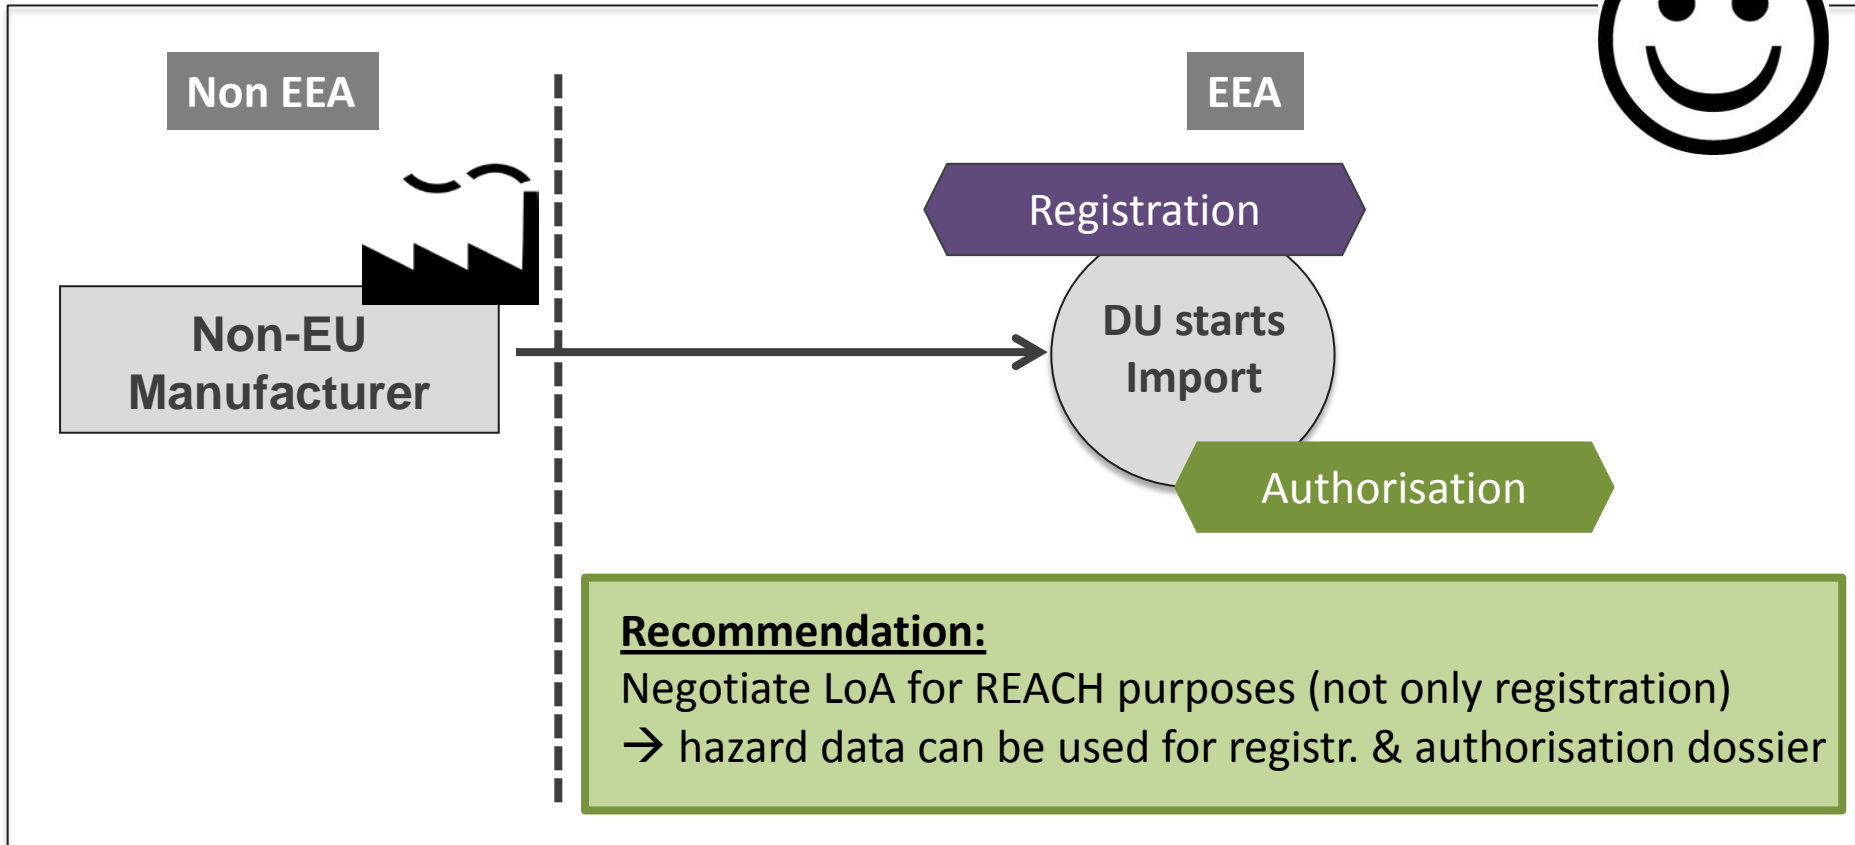 Non EEA
EEA
Registration
Non-EU
Manufacturer
DU starts
Import
Authorisation
Recommendation:
Negotiate LoA for REACH purposes (not only registration)
→ hazard data can be used for registr. & authorisation dossier